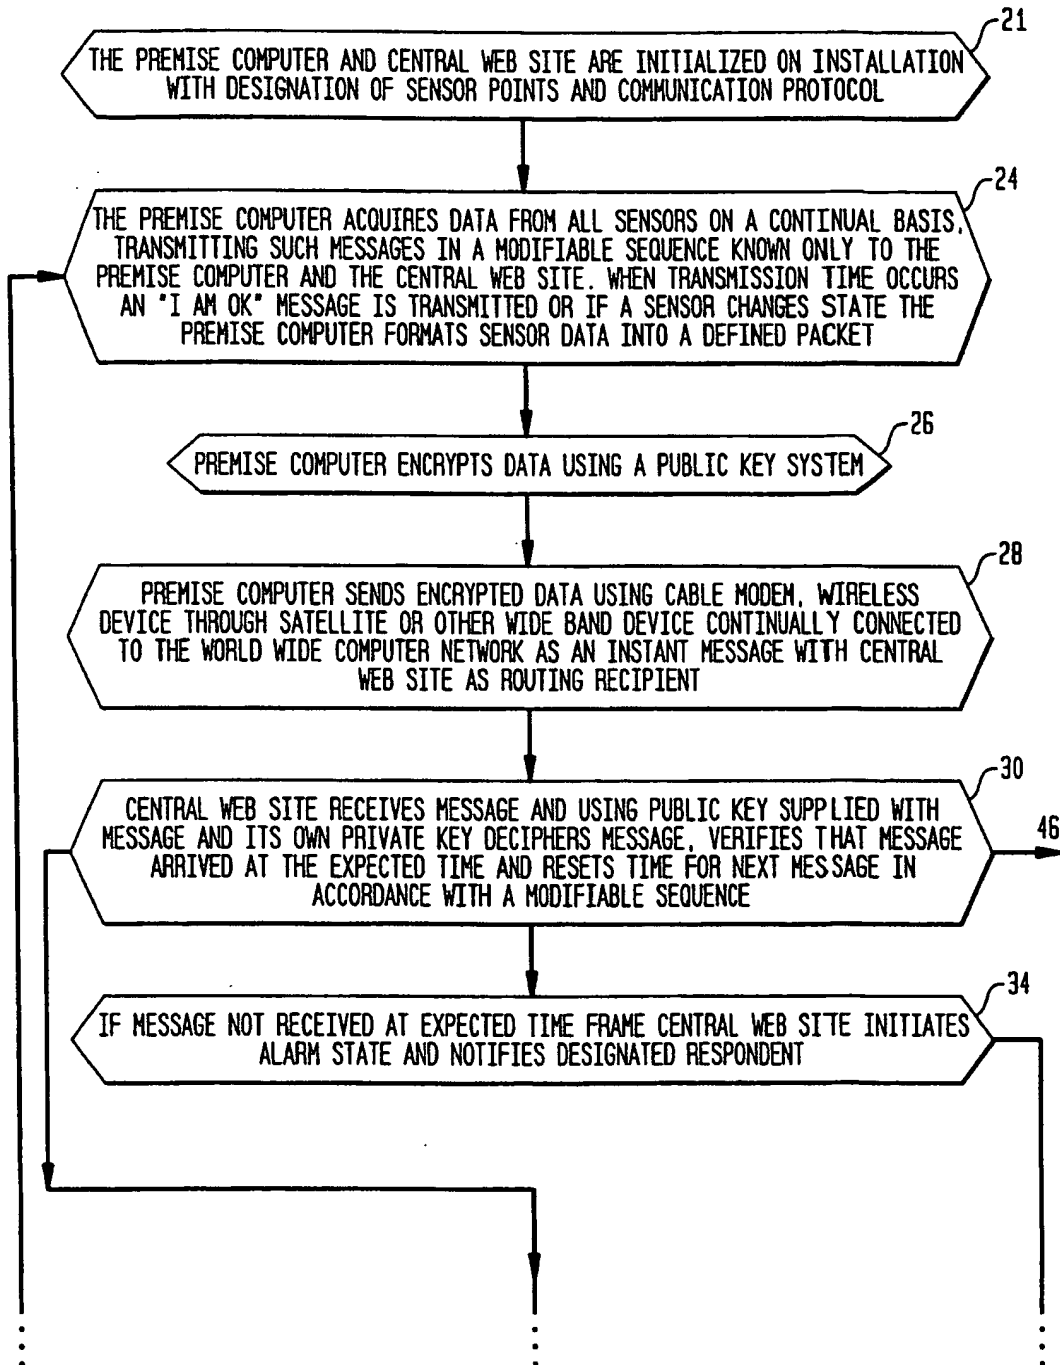 21
THE PREMISE COMPUTER AND CENTRAL WEB SITE ARE INITIALIZED ON INSTALLATION
WITH DESIGNATION OF SENSOR POINTS AND COMMUNICATION PROTOCOL
24
THE PREMISE COMPUTER ACQUIRES DATA FROM ALL SENSORS ON A CONTINUAL BASIS,
TRANSMITTING SUCH MESSAGES IN A MODIFIABLE SEQUENCE KNOWN ONLY TO THE
PREMISE COMPUTER AND THE CENTRAL WEB SITE. WHEN TRANSMISSION TIME OCCURS
AN "I AM OK" MESSAGE IS TRANSMITTED OR IF A SENSOR CHANGES STATE THE
PREMISE COMPUTER FORMATS SENSOR DATA INTO A DEFINED PACKET
26
PREMISE COMPUTER ENCRYPTS DATA USING A PUBLIC KEY SYSTEM
28
PREMISE COMPUTER SENDS ENCRYPTED DATA USING CABLE MODEM, WIRELESS
DEVICE THROUGH SATELLITE OR OTHER WIDE BAND DEVICE CONTINUALLY CONNECTED
TO THE WORLD WIDE COMPUTER NETWORK AS AN INSTANT MESSAGE WITH CENTRAL
WEB SITE AS ROUTING RECIPIENT
30
CENTRAL WEB SITE RECEIVES MESSAGE AND USING PUBLIC KEY SUPPLIED WITH
MESSAGE AND ITS OWN PRIVATE KEY DECIPHERS MESSAGE, VERIFIES THAT MESSAGE
ARRIVED AT THE EXPECTED TIME AND RESETS TIME FOR NEXT MESSAGE IN
ACCORDANCE WITH A MODIFIABLE SEQUENCE
46
34
IF MESSAGE NOT RECEIVED AT EXPECTED TIME FRAME CENTRAL WEB SITE INITIATES
ALARM STATE AND NOTIFIES DESIGNATED RESPONDENT